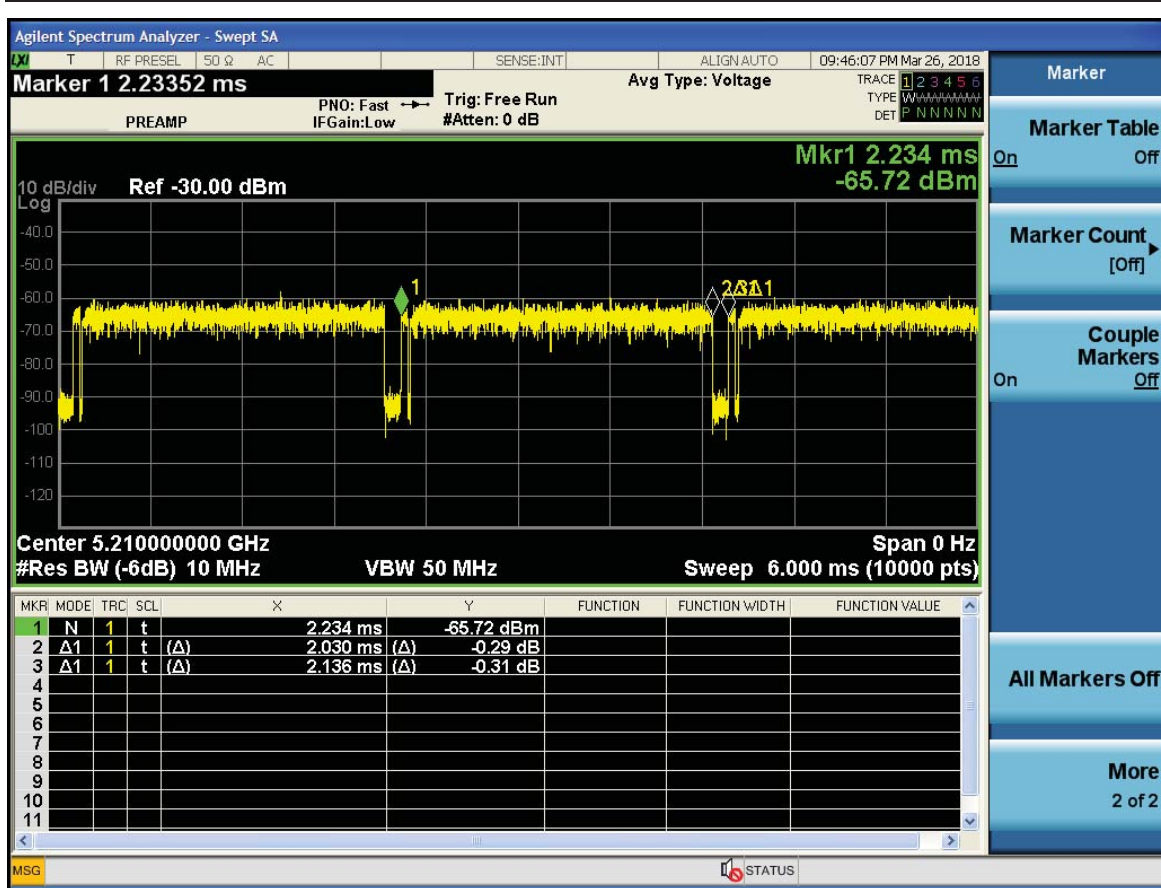 Agilent Spectrum Analyzer - Swept SA
LXI T RF PRESEL 50 Ω AC SENSE:INT ALIGN AUTO 09:46:07 PM Mar 26, 2018
Marker 1 2.23352 ms
PREAMP
PNO: Fast
IFGain:Low
Trig: Free Run
#Atten: 0 dB
Avg Type: Voltage
TRACE 1 2 3 4 5 6
TYPE WWWWWW
DET P N N N N N
Mkr1 2.234 ms
-65.72 dBm
10 dB/div Ref -30.00 dBm
Log
-40.0
-50.0
-60.0
-70.0
-80.0
-90.0
-100
-110
-120
1
Center 5.210000000 GHz Span 0 Hz
#Res BW (-6dB) 10 MHz VBW 50 MHz Sweep 6.000 ms (10000 pts)
MKR MODE TRC SCL X Y FUNCTION FUNCTION WIDTH FUNCTION VALUE
1 N 1 t 2.234 ms -65.72 dBm
2 Δ1 1 t (Δ) 2.030 ms (Δ) -0.29 dB
3 Δ1 1 t (Δ) 2.136 ms (Δ) -0.31 dB
4
5
6
7
8
9
10
11
MSG STATUS
Marker
Marker Table
On Off
Marker Count
[Off]
Couple
Markers
On Off
All Markers Off
More
2 of 2